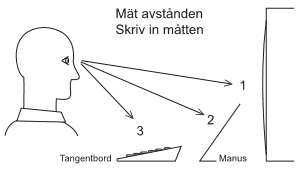 Mät avstånden
Skriv in måtten
1
2
3
Tangentbord
Manus